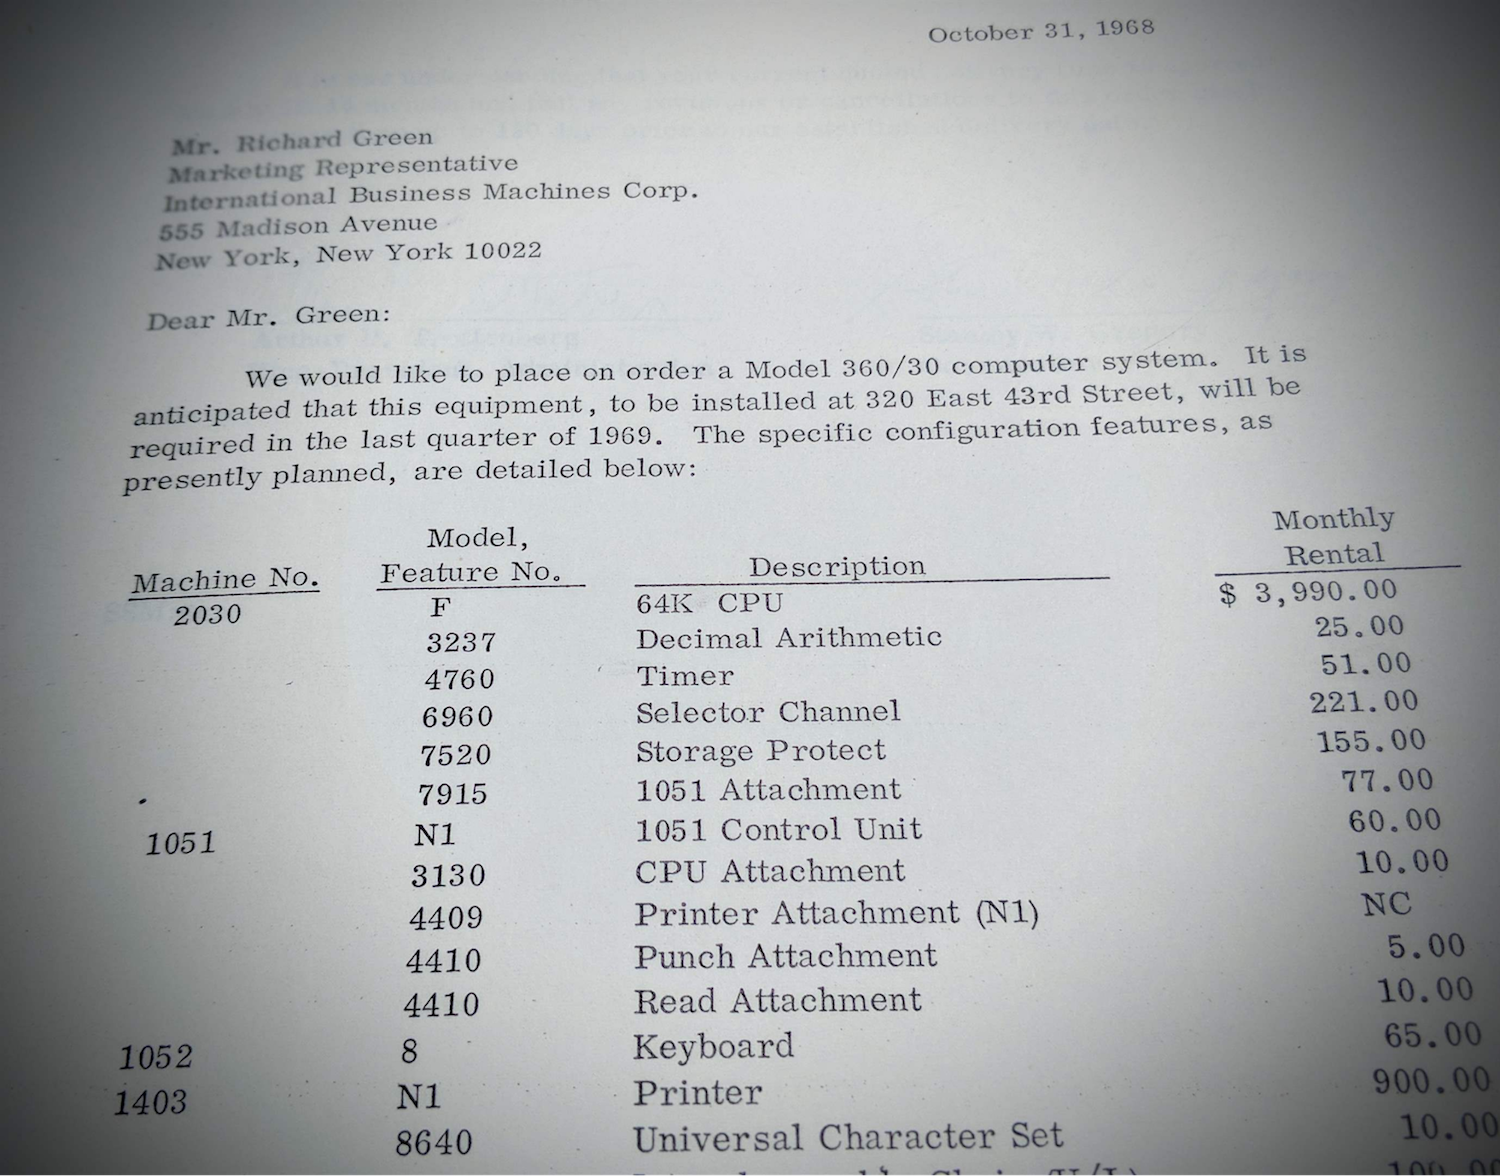 October 31, 1968
Mr. Richard Green
Marketing Representative
International Business Machines Corp.
555 Madison Avenue
New York, New York 10022
Dear Mr. Green:
We would like to place on order a Model 360/30 computer system. It is
anticipated that this equipment, to be installed at 320 East 43rd Street, will be
required in the last quarter of 1969. The specific configuration features, as
presently planned, are detailed below:
Machine No. Model, Feature No. Description Monthly Rental
2030 F 64K CPU $ 3,990.00
3237 Decimal Arithmetic 25.00
4760 Timer 51.00
6960 Selector Channel 221.00
7520 Storage Protect 155.00
7915 1051 Attachment 77.00
1051 N1 1051 Control Unit 60.00
3130 CPU Attachment 10.00
4409 Printer Attachment (N1) NC
4410 Punch Attachment 5.00
4410 Read Attachment 10.00
1052 8 Keyboard 65.00
1403 N1 Printer 900.00
8640 Universal Character Set 10.00